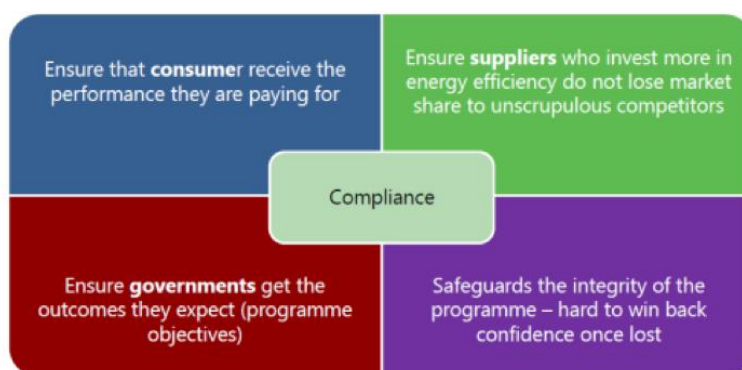 Ensure that consumer receive the
performance they are paying for
Ensure suppliers who invest more in
energy efficiency do not lose market
share to unscrupulous competitors
Compliance
Ensure governments get the
outcomes they expect (programme
objectives)
Safeguards the integrity of the
programme – hard to win back
confidence once lost